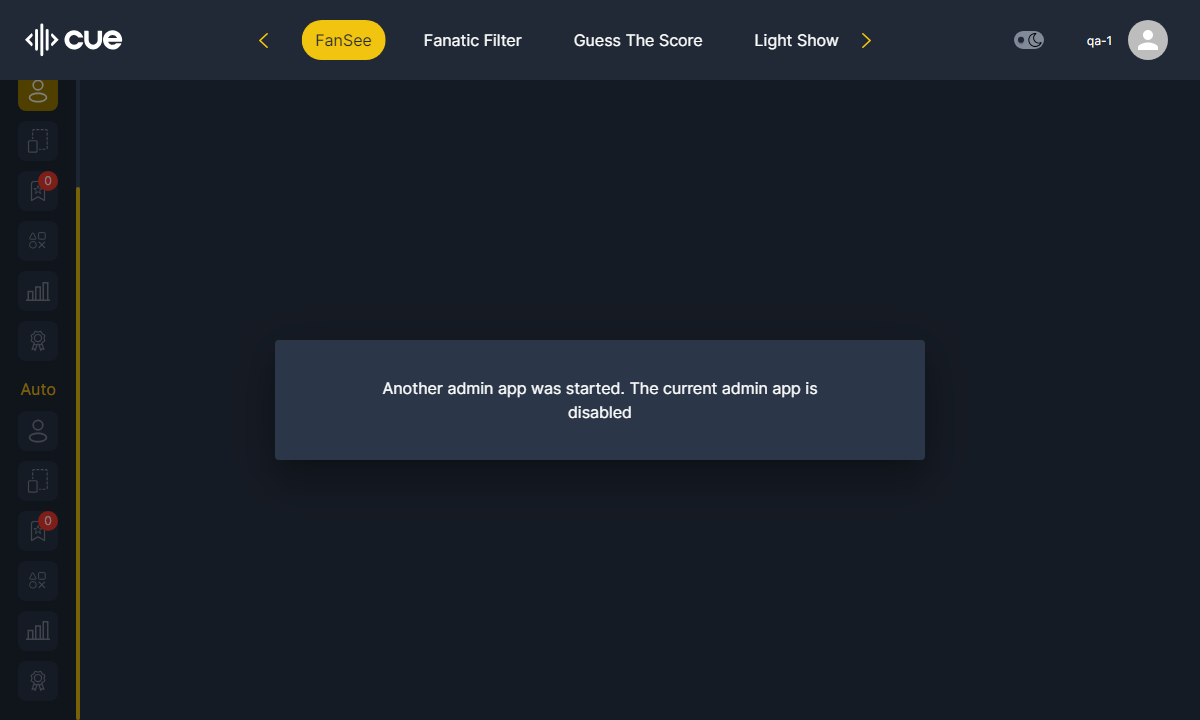 cue
FanSee
Fanatic Filter
Guess The Score
Light Show
qa-1
0
Auto
0
Another admin app was started. The current admin app is
disabled